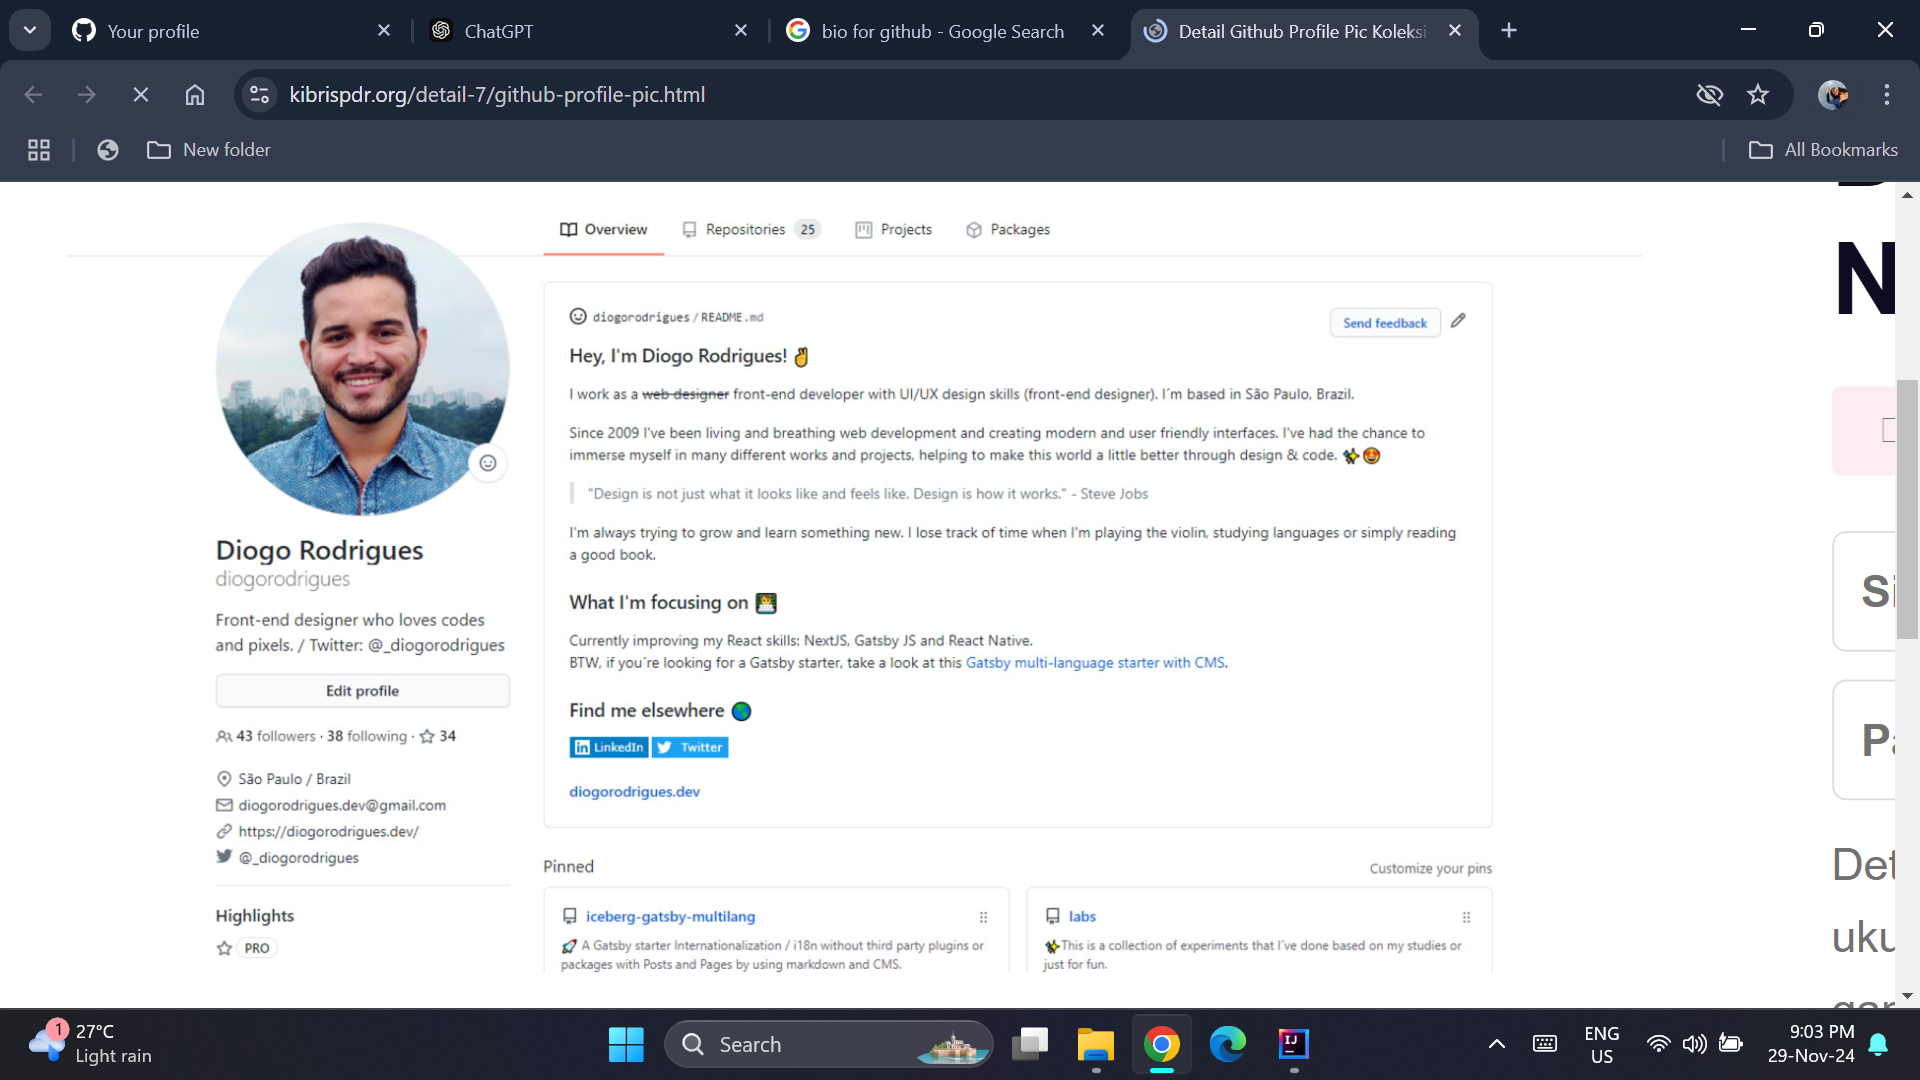 Your profile
ChatGPT
bio for github - Google Search
Detail Github Profile Pic Koleksi
kibrispdr.org/detail-7/github-profile-pic.html
New folder
All Bookmarks
Overview
Repositories 25
Projects
Packages
N
diogorodrigues / README.md
Send feedback
Hey, I'm Diogo Rodrigues! ✌
I work as a web designer front-end developer with UI/UX design skills (front-end designer). I´m based in São Paulo, Brazil.
Since 2009 I've been living and breathing web development and creating modern and user friendly interfaces. I've had the chance to
immerse myself in many different works and projects, helping to make this world a little better through design & code. ✨😍
"Design is not just what it looks like and feels like. Design is how it works." - Steve Jobs
I'm always trying to grow and learn something new. I lose track of time when I'm playing the violin, studying languages or simply reading
a good book.
What I'm focusing on 👨‍💻
Currently improving my React skills: NextJS, Gatsby JS and React Native.
BTW, if you´re looking for a Gatsby starter, take a look at this Gatsby multi-language starter with CMS.
Find me elsewhere 🌎
LinkedIn Twitter
diogorodrigues.dev
Diogo Rodrigues
diogorodrigues
Front-end designer who loves codes
and pixels. / Twitter: @_diogorodrigues
Edit profile
43 followers · 38 following · 34
São Paulo / Brazil
diogorodrigues.dev@gmail.com
https://diogorodrigues.dev/
@_diogorodrigues
Highlights
PRO
Pinned
Customize your pins
iceberg-gatsby-multilang
🚀 A Gatsby starter Internationalization / i18n without third party plugins or
packages with Posts and Pages by using markdown and CMS.
labs
✨This is a collection of experiments that I´ve done based on my studies or
just for fun.
Si
Pa
Det
uku
1
27°C
Light rain
Search
IJ
ENG
US
9:03 PM
29-Nov-24